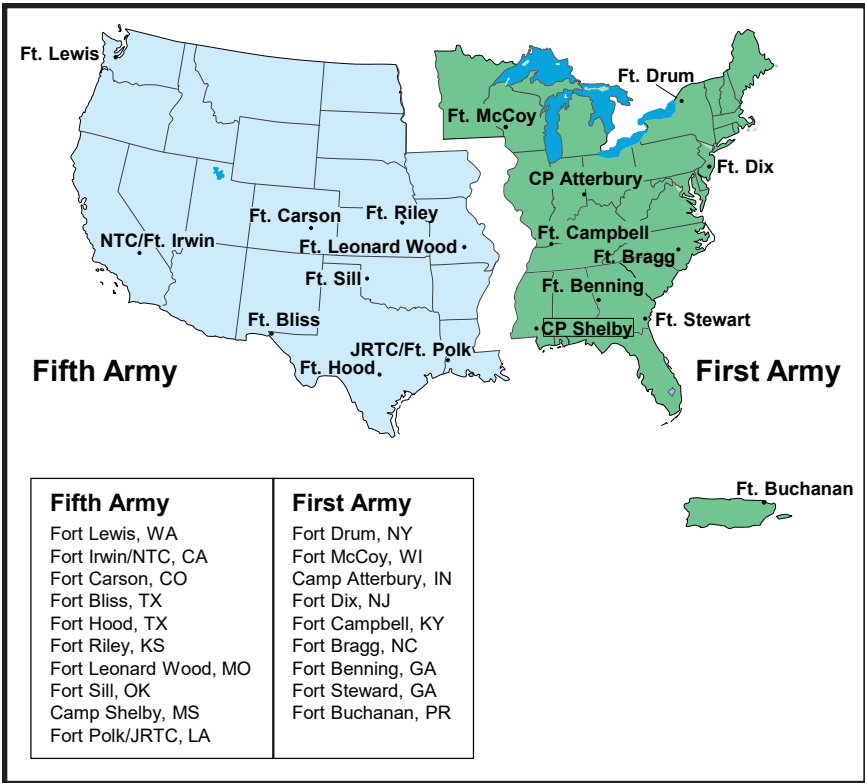 Ft. Lewis
Ft. Drum
Ft. McCoy
Ft. Dix
CP Atterbury
Ft. Carson
Ft. Riley
Ft. Campbell
NTC/Ft. Irwin
Ft. Leonard Wood
Ft. Bragg
Ft. Sill
Ft. Benning
Ft. Bliss
CP Shelby
Ft. Stewart
JRTC/Ft. Polk
Ft. Hood
Fifth Army
First Army
Ft. Buchanan
Fifth Army
Fort Lewis, WA
Fort Irwin/NTC, CA
Fort Carson, CO
Fort Bliss, TX
Fort Hood, TX
Fort Riley, KS
Fort Leonard Wood, MO
Fort Sill, OK
Camp Shelby, MS
Fort Polk/JRTC, LA
First Army
Fort Drum, NY
Fort McCoy, WI
Camp Atterbury, IN
Fort Dix, NJ
Fort Campbell, KY
Fort Bragg, NC
Fort Benning, GA
Fort Steward, GA
Fort Buchanan, PR